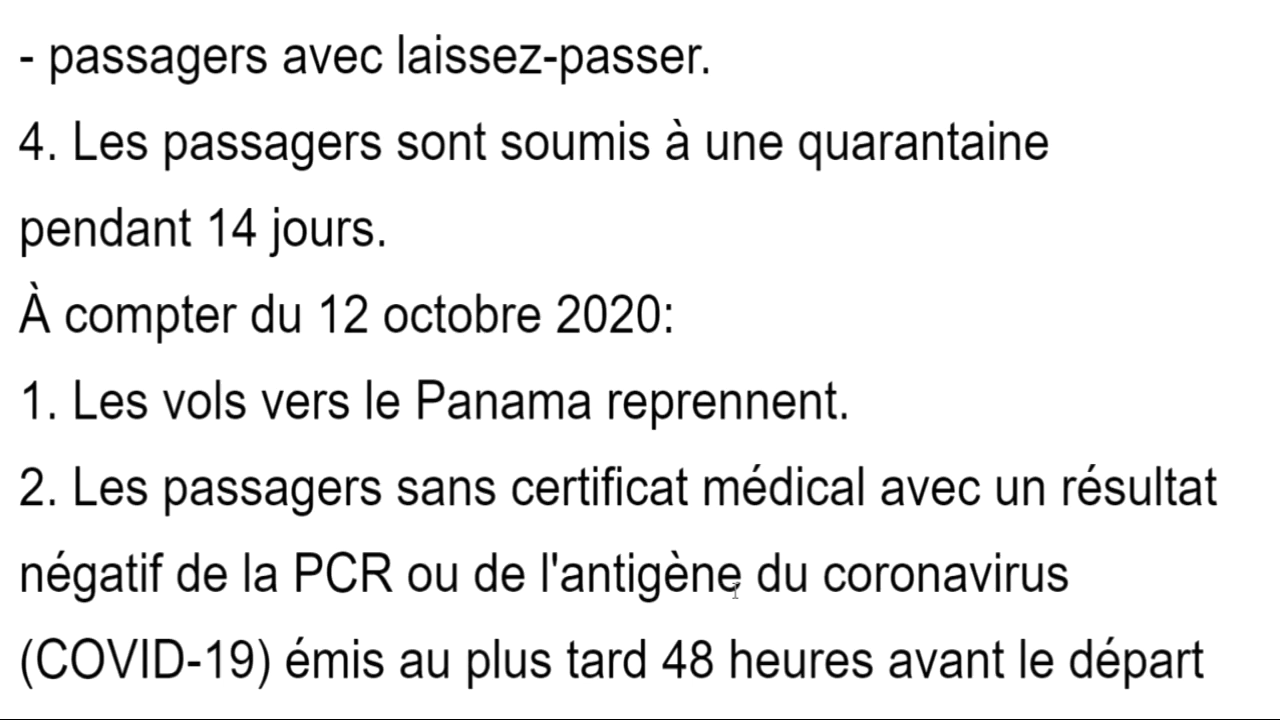 - passagers avec laissez-passer.
4. Les passagers sont soumis à une quarantaine
pendant 14 jours.
À compter du 12 octobre 2020:
1. Les vols vers le Panama reprennent.
2. Les passagers sans certificat médical avec un résultat
négatif de la PCR ou de l'antigène du coronavirus
(COVID-19) émis au plus tard 48 heures avant le départ